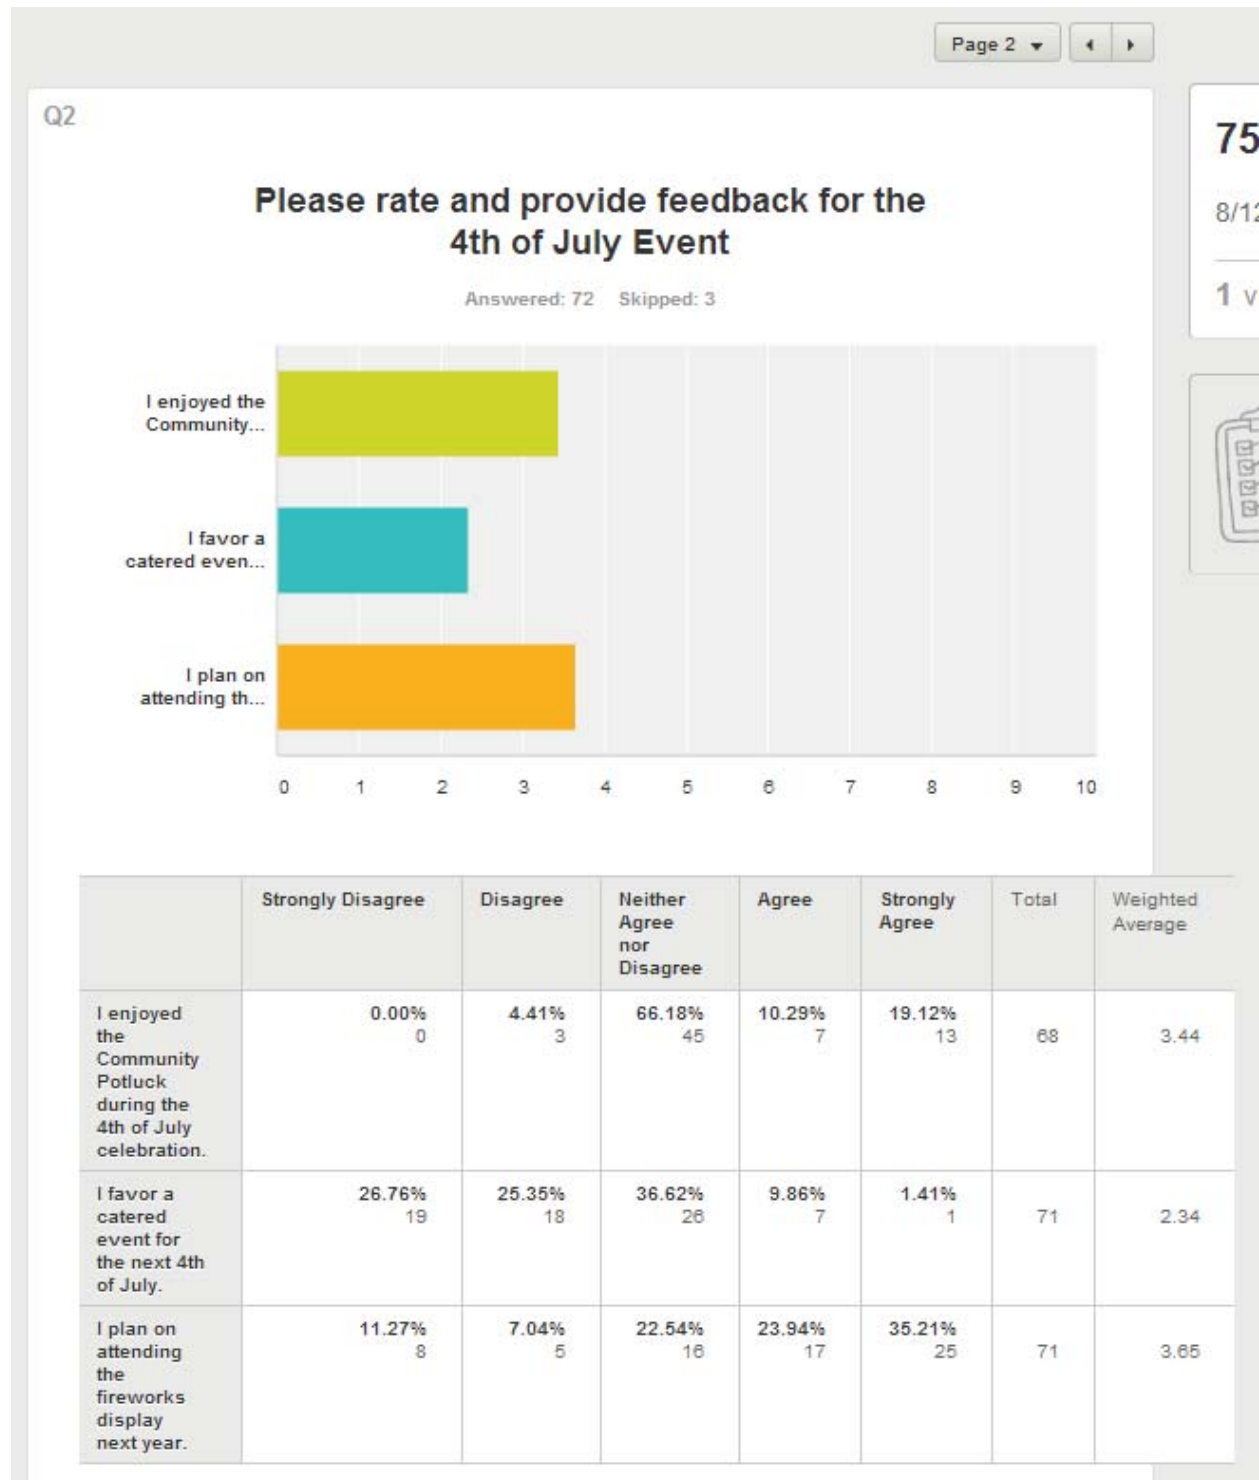 Page 2
Q2
75
8/12
1 v
Please rate and provide feedback for the
4th of July Event
Answered: 72 Skipped: 3
I enjoyed the
Community...
I favor a
catered even...
I plan on
attending th...
0 1 2 3 4 5 6 7 8 9 10
Strongly Disagree Disagree Neither Agree Strongly Total Weighted
Agree Agree Average
nor
Disagree
I enjoyed 0.00% 4.41% 66.18% 10.29% 19.12%
the 0 3 45 7 13 68 3.44
Community
Potluck
during the
4th of July
celebration.
I favor a 26.76% 25.35% 36.62% 9.86% 1.41%
catered 19 18 26 7 1 71 2.34
event for
the next 4th
of July.
I plan on 11.27% 7.04% 22.54% 23.94% 35.21%
attending 8 5 16 17 25 71 3.65
the
fireworks
display
next year.